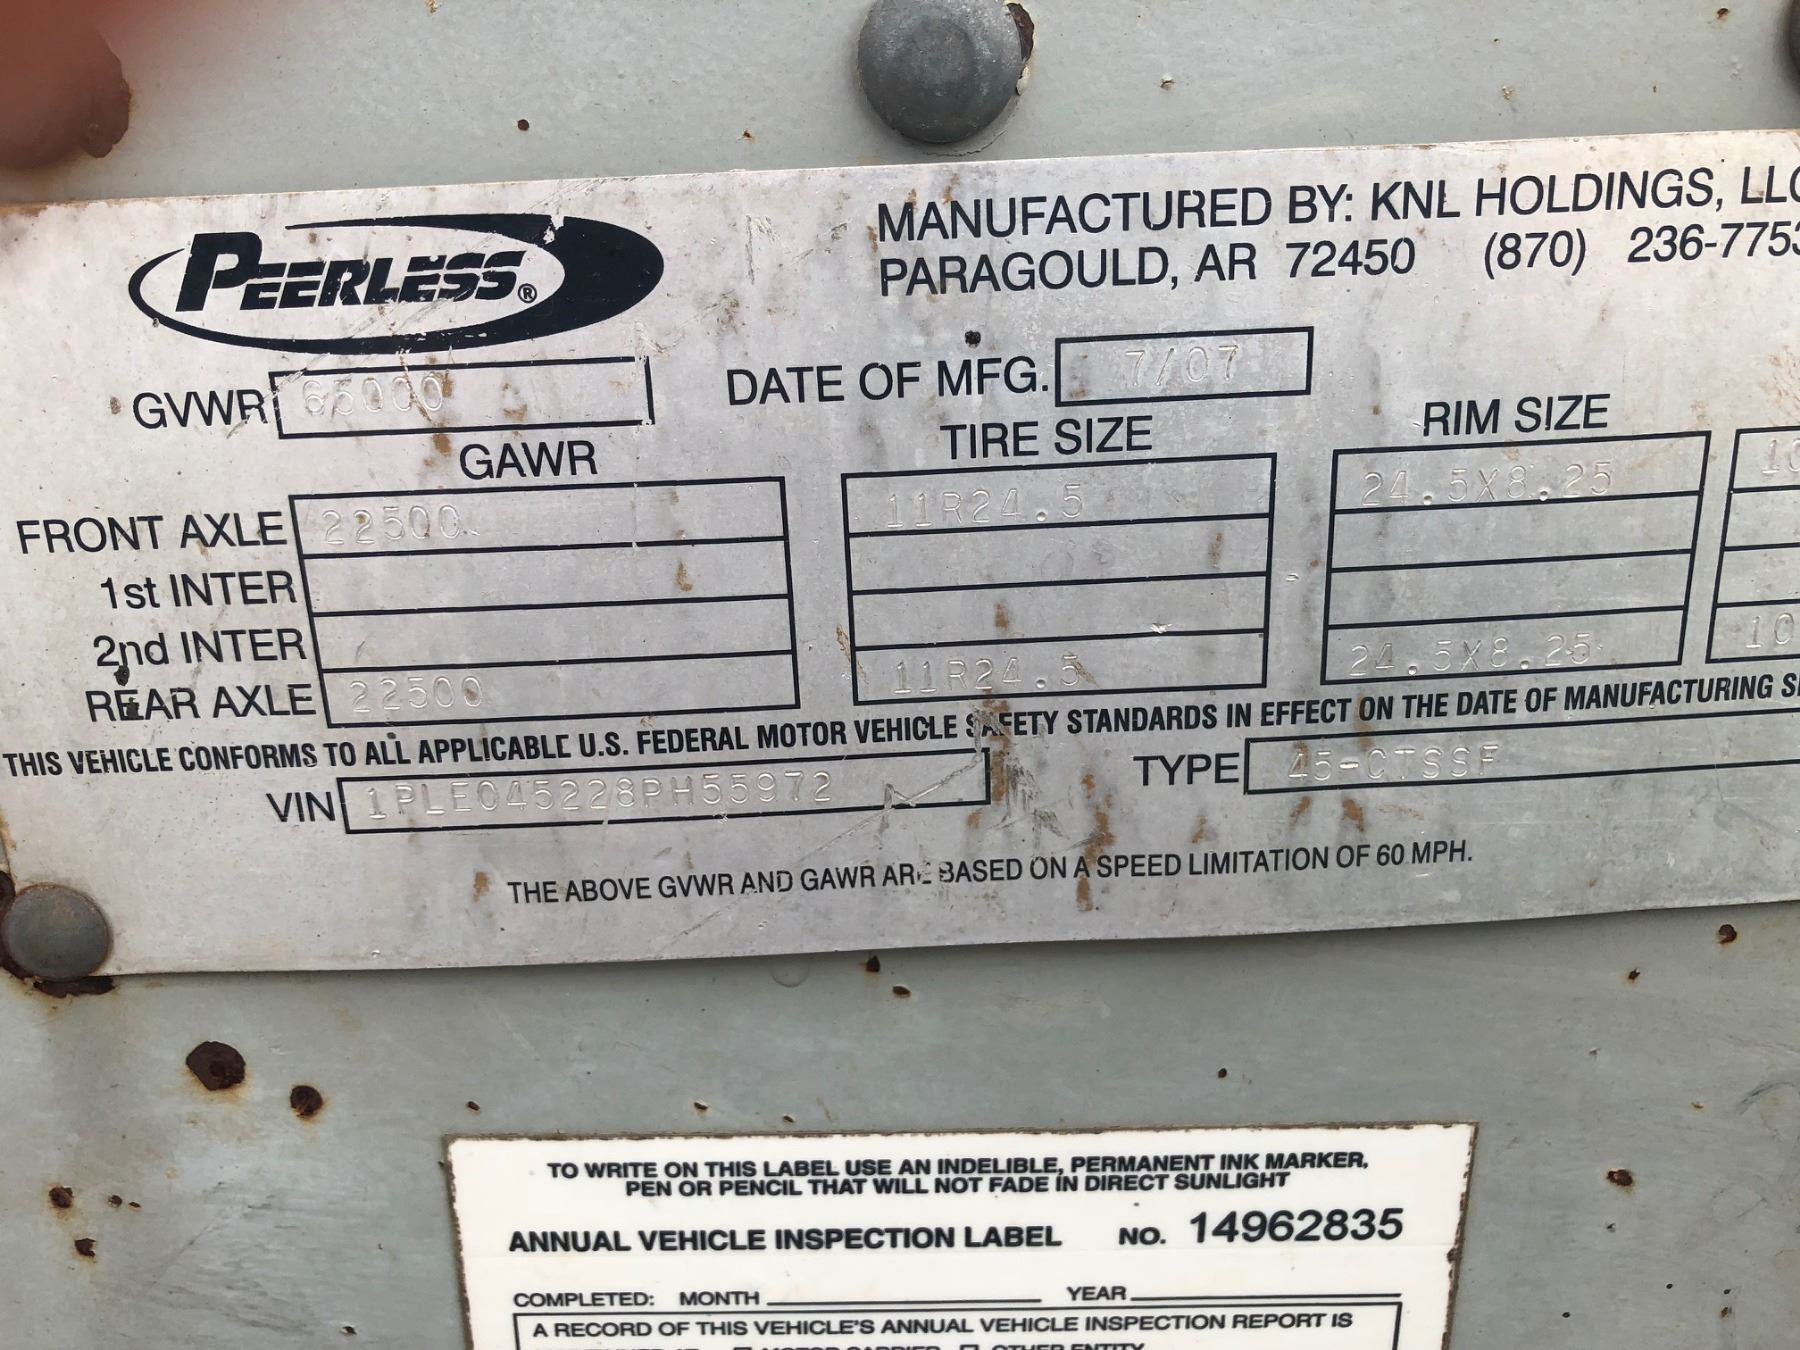 PEERLESS®
MANUFACTURED BY: KNL HOLDINGS, LLC
PARAGOULD, AR 72450 (870) 236-7753
GVWR 65000 DATE OF MFG. 7/07
GAWR TIRE SIZE RIM SIZE
FRONT AXLE 22500 11R24.5 24.5X8.25 10
1st INTER
2nd INTER
REAR AXLE 22500 11R24.5 24.5X8.25 10
THIS VEHICLE CONFORMS TO ALL APPLICABLE U.S. FEDERAL MOTOR VEHICLE SAFETY STANDARDS IN EFFECT ON THE DATE OF MANUFACTURING
VIN 1PLE045228PH55972 TYPE 45-CTSSF
THE ABOVE GVWR AND GAWR ARE BASED ON A SPEED LIMITATION OF 60 MPH.
TO WRITE ON THIS LABEL USE AN INDELIBLE, PERMANENT INK MARKER,
PEN OR PENCIL THAT WILL NOT FADE IN DIRECT SUNLIGHT
ANNUAL VEHICLE INSPECTION LABEL NO. 14962835
COMPLETED: MONTH YEAR
A RECORD OF THIS VEHICLE'S ANNUAL VEHICLE INSPECTION REPORT IS
MOTOR CARRIER OTHER ENTITY